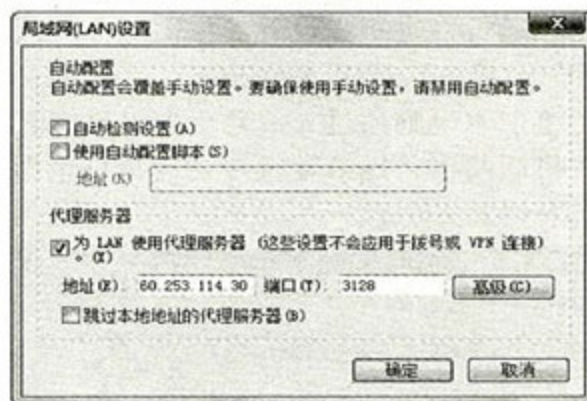 局域网(LAN)设置
自动配置
自动配置会覆盖手动设置。要确保使用手动设置，请禁用自动配置。
自动检测设置(A)
使用自动配置脚本(S)
地址(R)
代理服务器
为 LAN 使用代理服务器 (这些设置不会应用于拨号或 VPN 连接)
。(X)
地址(E): 60.253.114.30 端口(T): 3128 高级(C)
跳过本地地址的代理服务器(B)
确定 取消